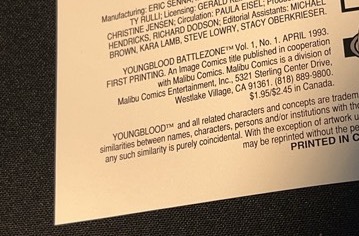 Manufacturing: ERIC SENNA,
TY RULLI; Licensing: GERALD
CHRISTINE JENSEN; Circulation: PAULA EISEL;
HENDRICKS, RICHARD DODSON; Editorial Assistants: MICHAEL
BROWN, KARA LAMB, STEVE LOWRY, STACY OBERKRIESER.
YOUNGBLOOD BATTLEZONE™ Vol. 1, No. 1. APRIL 1993.
FIRST PRINTING. An Image Comics title published in cooperation
with Malibu Comics. Malibu Comics is a division of
Malibu Comics Entertainment, Inc., 5321 Sterling Center Drive,
Westlake Village, CA 91361. (818) 889-9800.
$1.95/$2.45 in Canada.
YOUNGBLOOD™ and all related characters and concepts are
similarities between names, characters, persons and/or institutions with
any such similarity is purely coincidental. With the exception of artwork
may be reprinted without the
PRINTED IN